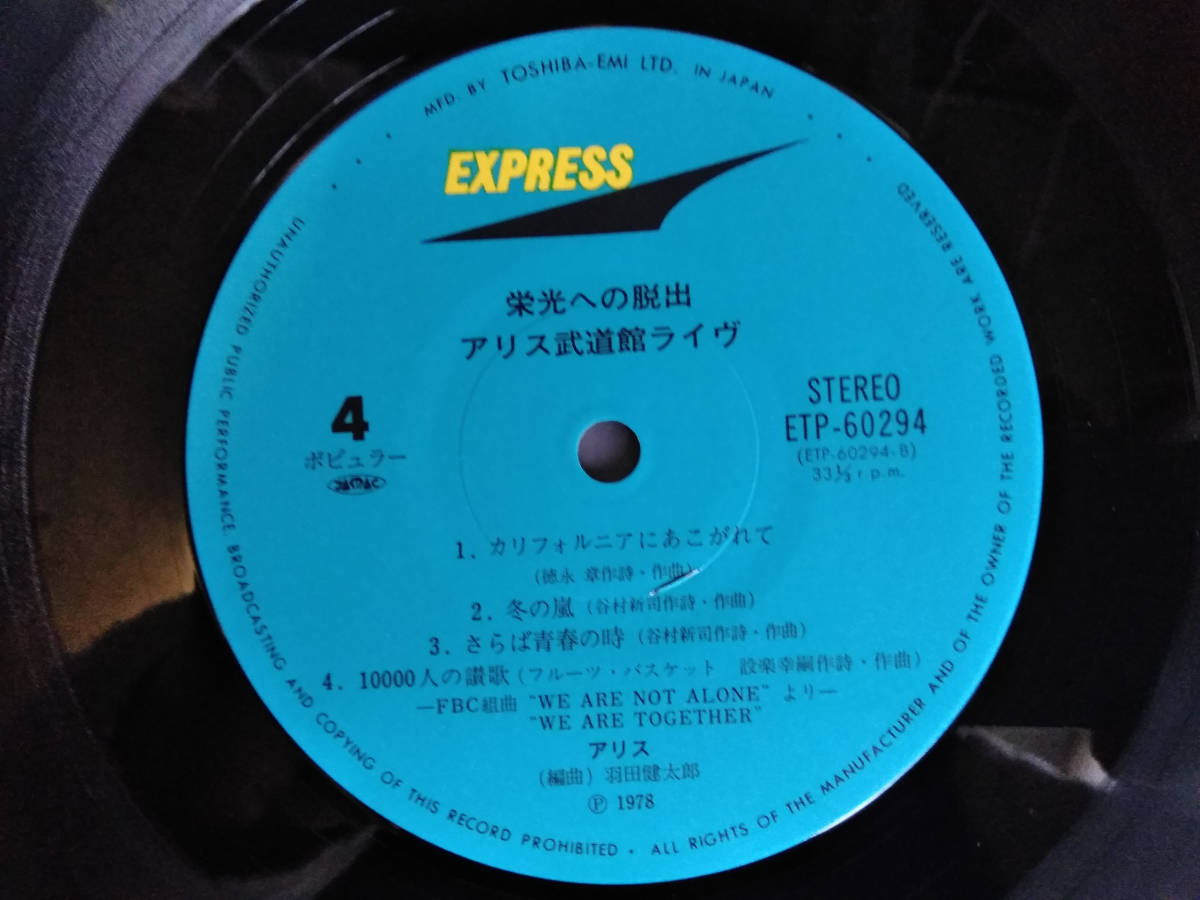 MFD. BY TOSHIBA-EMI LTD. IN JAPAN
EXPRESS
栄光への脱出
アリス武道館ライヴ
4
ポピュラー
STEREO
ETP-60294
(ETP-60294-B)
33⅓ r.p.m.
1. カリフォルニアにあこがれて
(徳永 章作詩・作曲)
2. 冬の嵐 (谷村新司作詩・作曲)
3. さらば青春の時 (谷村新司作詩・作曲)
4. 10000人の讃歌 (フルーツ・バスケット 設楽幸嗣作詩・作曲)
—FBC組曲 “WE ARE NOT ALONE” より—
“WE ARE TOGETHER”
アリス
(編曲) 羽田健太郎
Ⓟ 1978
UNAUTHORIZED PUBLIC PERFORMANCE, BROADCASTING AND COPYING OF THIS RECORD PROHIBITED • ALL RIGHTS OF THE MANUFACTURER AND OF THE OWNER OF THE RECORDED WORK ARE RESERVED